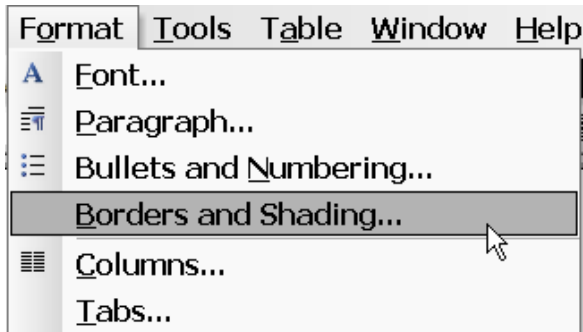 Format Tools Table Window Help
Font...
Paragraph...
Bullets and Numbering...
Borders and Shading...
Columns...
Tabs...